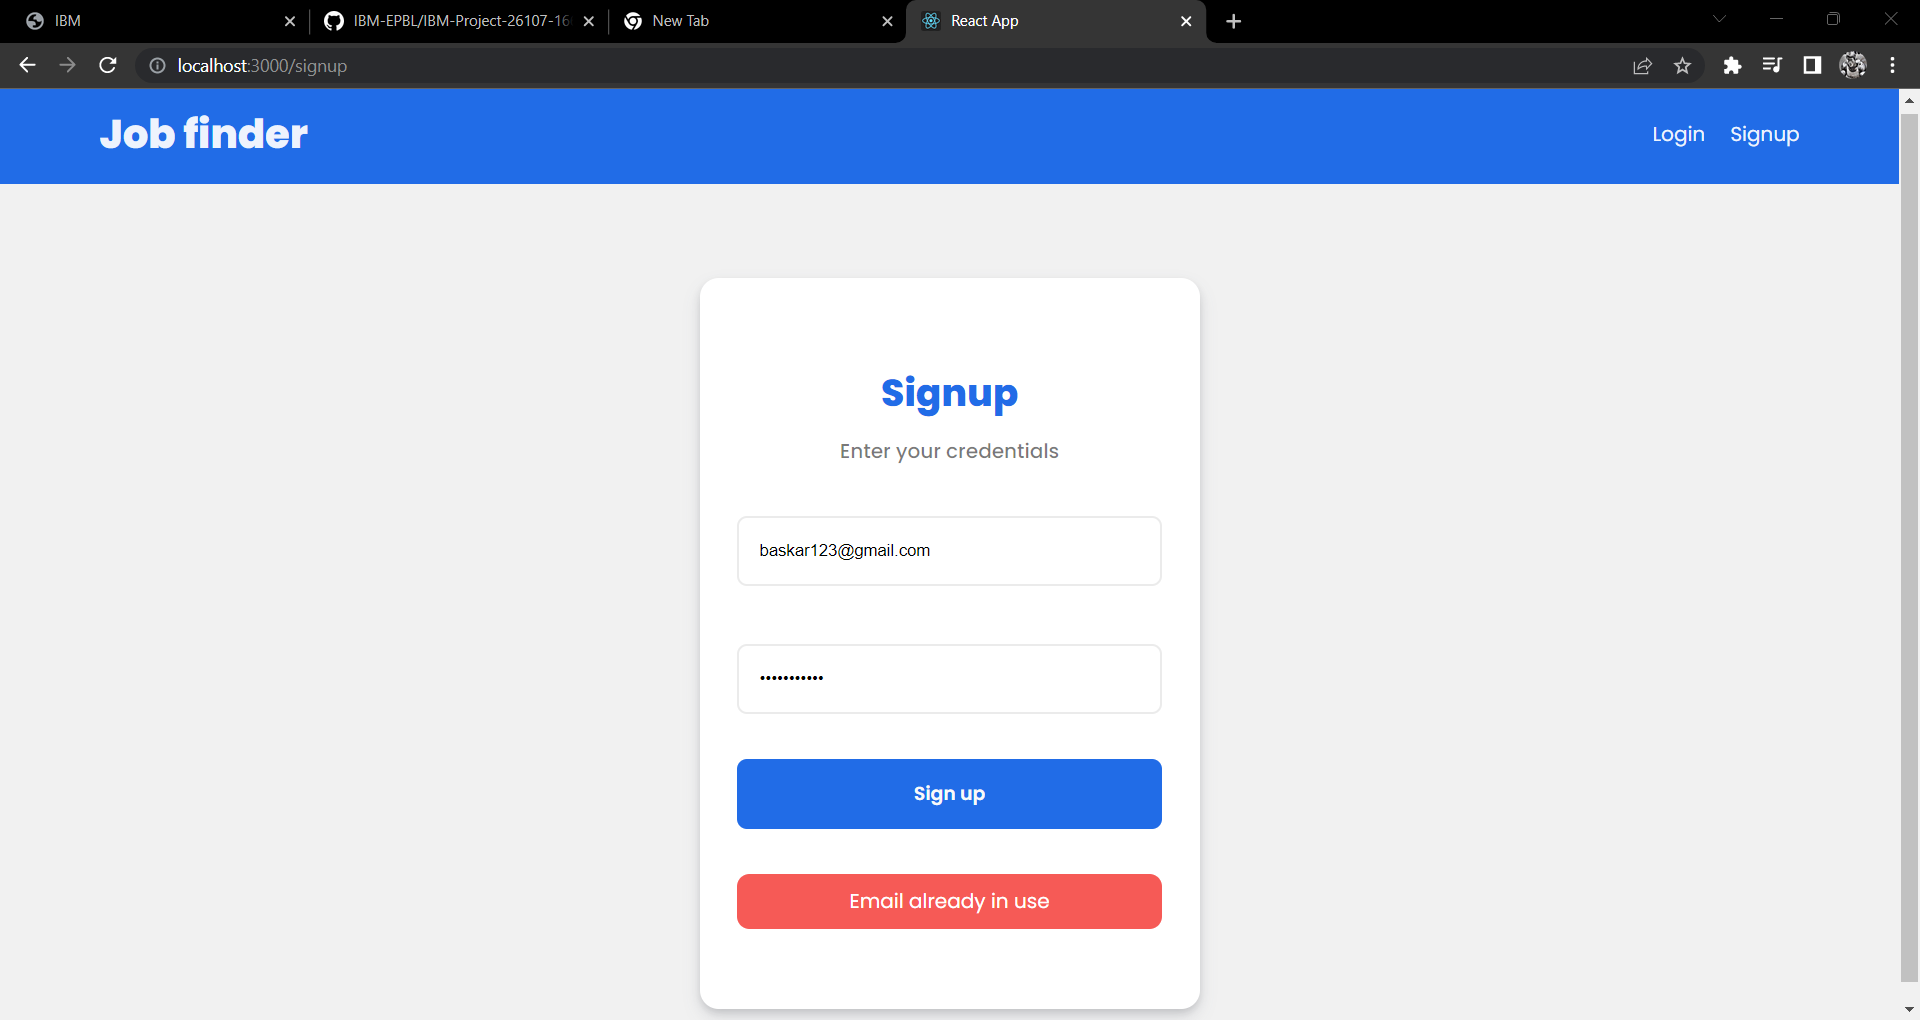 IBM
IBM-EPBL/IBM-Project-26107-16
New Tab
React App
localhost:3000/signup
Job finder
Login
Signup
Signup
Enter your credentials
baskar123@gmail.com
•••••••••••
Sign up
Email already in use